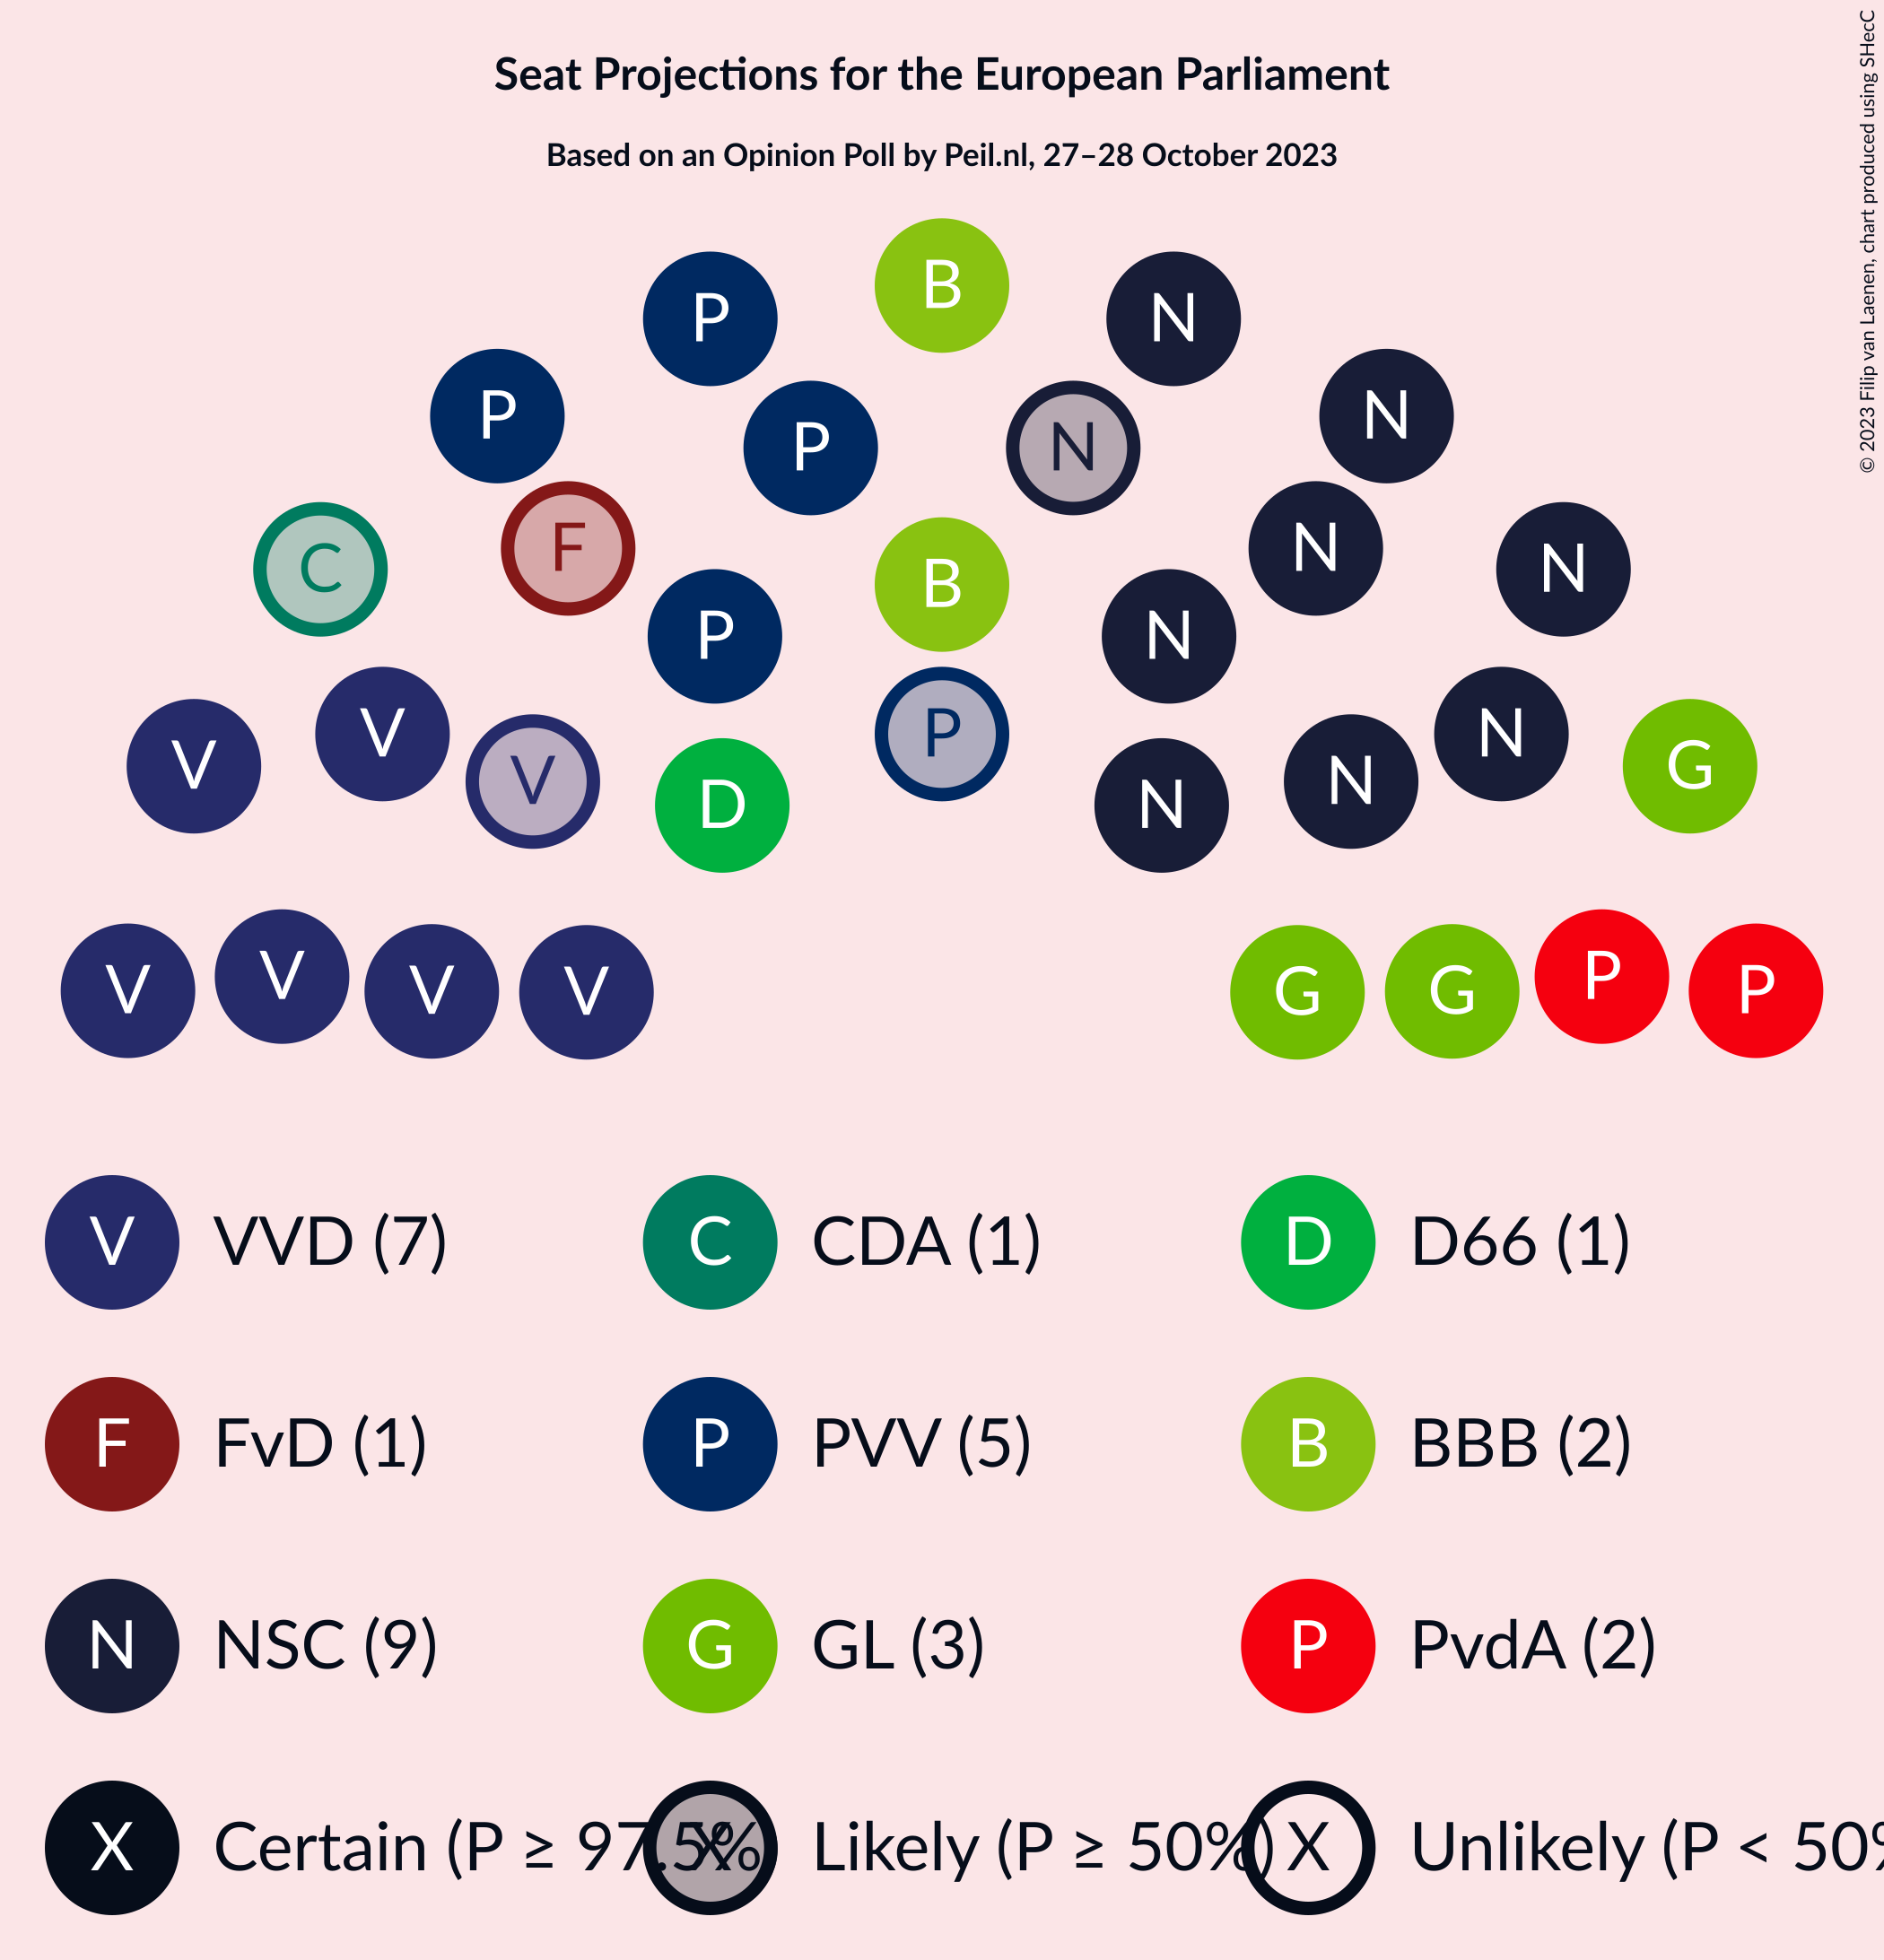 Seat Projections for the European Parliament
Based on an Opinion Poll by Peil.nl, 27–28 October 2023
© 2023 Filip van Laenen, chart produced using SHecC
B
P N
P N
P N
F N
C N
B
P N
V N
P
V G
V N
D N
V V P P
V V G G
V VVD (7) C CDA (1) D D66 (1)
F FvD (1) P PVV (5) B BBB (2)
N NSC (9) G GL (3) P PvdA (2)
X Certain (P ≥ 97.5% X Likely (P ≥ 50%) X Unlikely (P < 50%